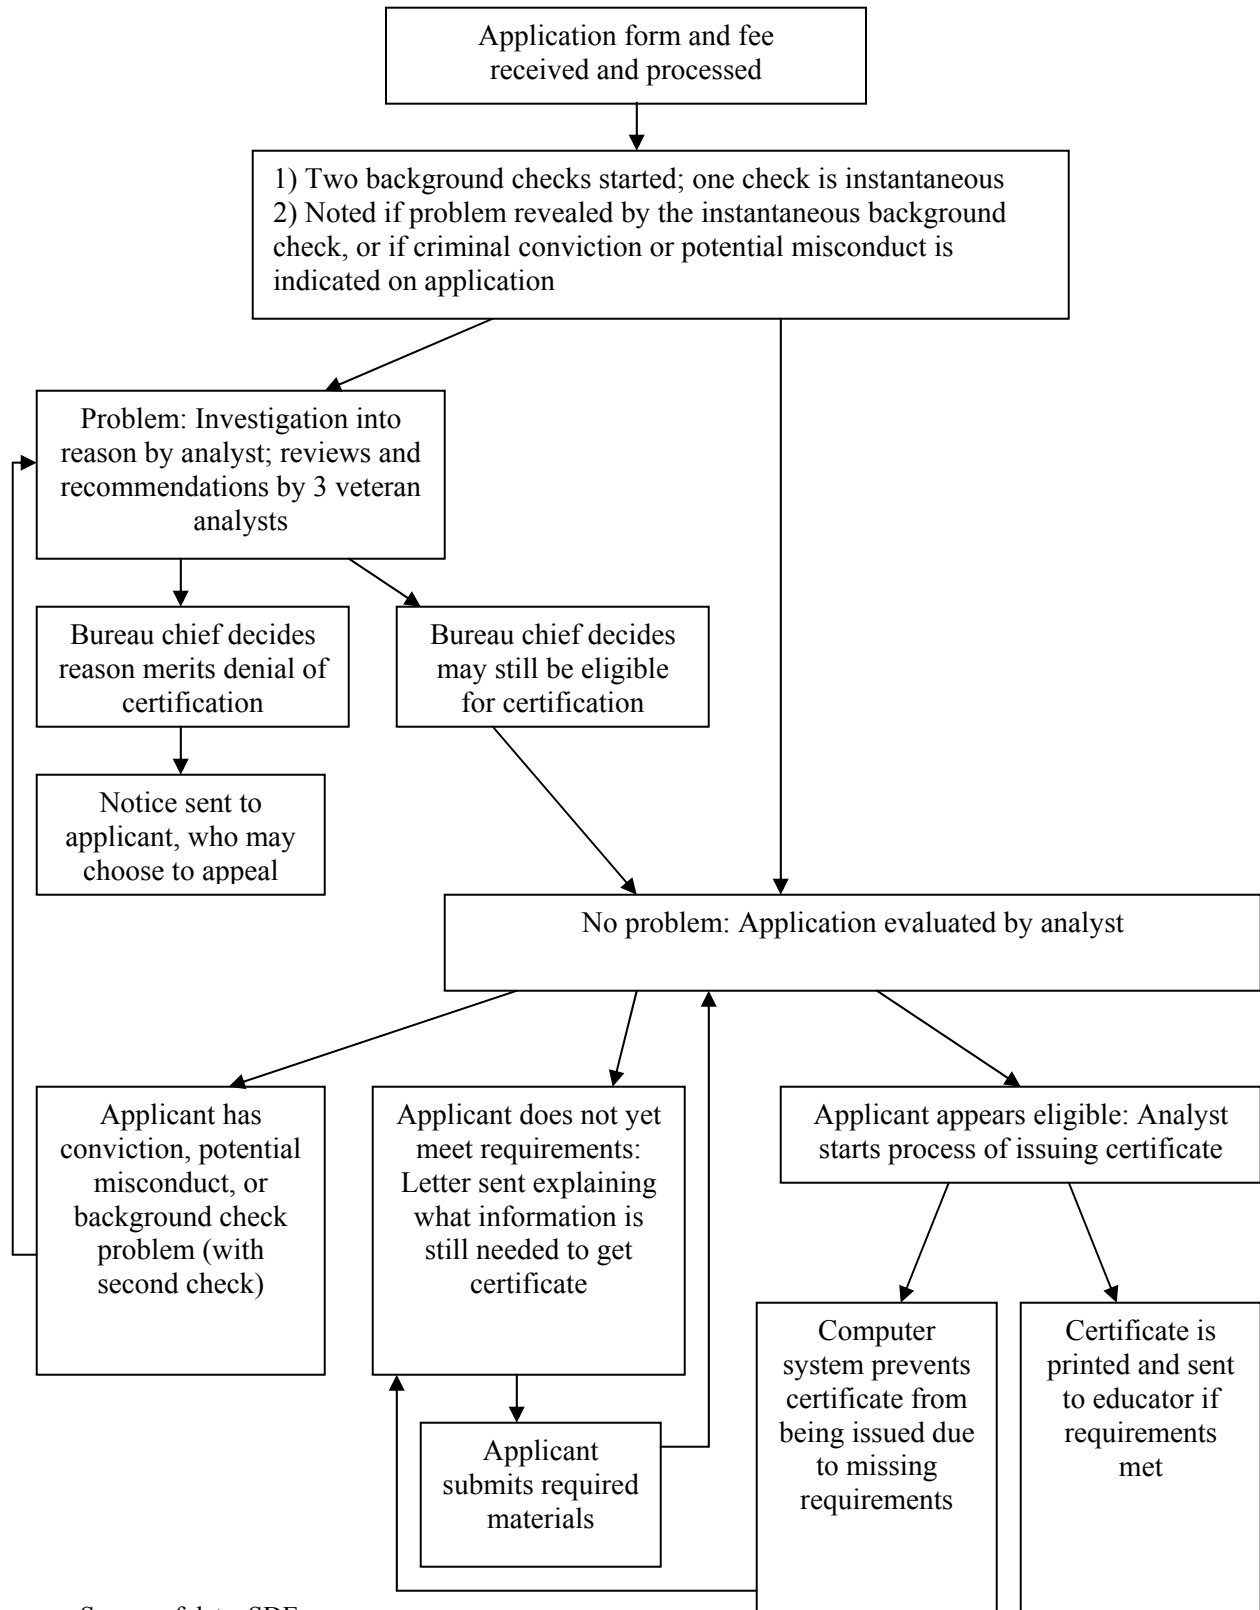 Application form and fee
received and processed
1) Two background checks started; one check is instantaneous
2) Noted if problem revealed by the instantaneous background
check, or if criminal conviction or potential misconduct is
indicated on application
Problem: Investigation into
reason by analyst; reviews and
recommendations by 3 veteran
analysts
Bureau chief decides
reason merits denial of
certification
Bureau chief decides
may still be eligible
for certification
Notice sent to
applicant, who may
choose to appeal
No problem: Application evaluated by analyst
Applicant has
conviction, potential
misconduct, or
background check
problem (with
second check)
Applicant does not yet
meet requirements:
Letter sent explaining
what information is
still needed to get
certificate
Applicant appears eligible: Analyst
starts process of issuing certificate
Applicant
submits required
materials
Computer
system prevents
certificate from
being issued due
to missing
requirements
Certificate is
printed and sent
to educator if
requirements
met